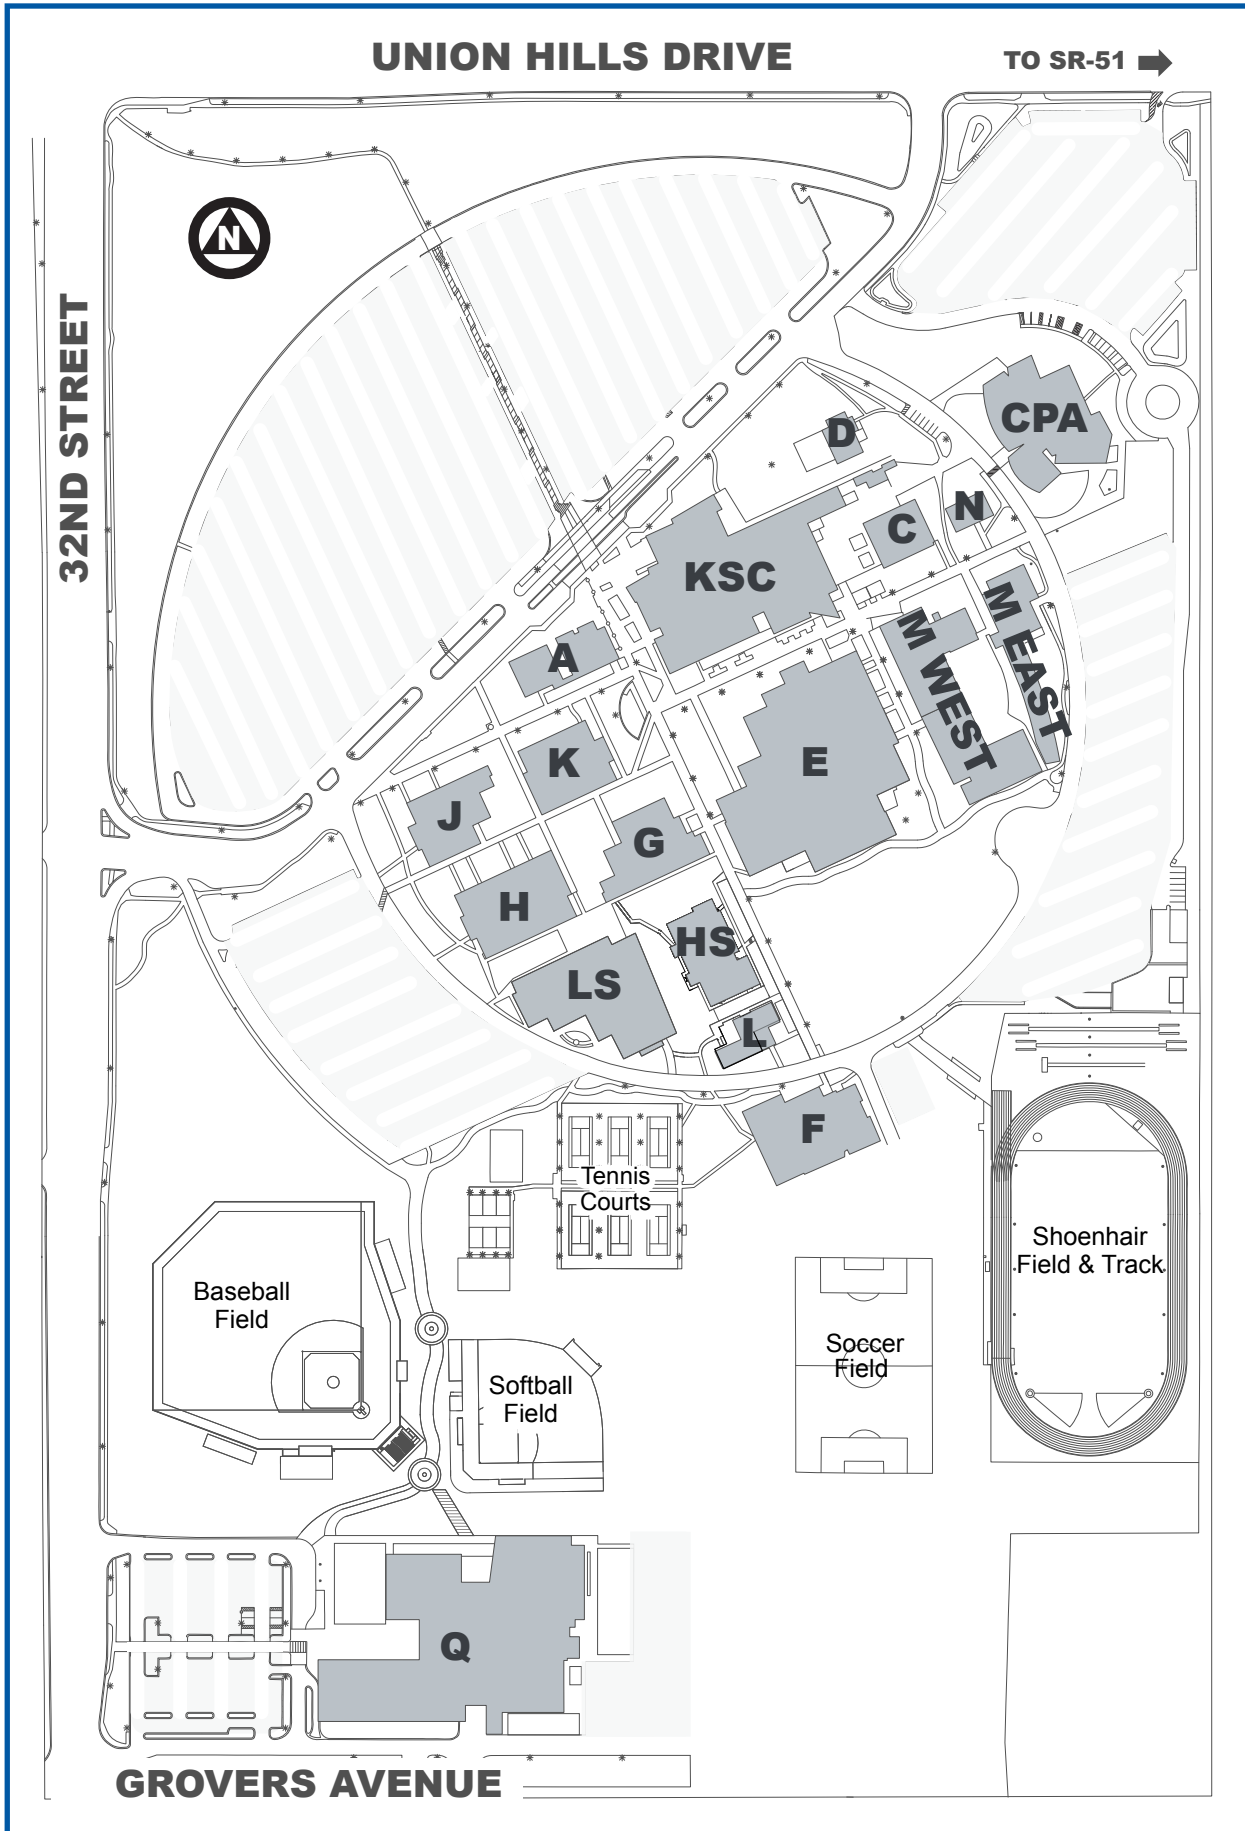 UNION HILLS DRIVE
TO SR-51
N
32ND STREET
CPA
D
N
C
KSC
M EAST
M WEST
A
E
K
J
G
H
HS
LS
L
F
Tennis
Courts
Shoenhair
Field & Track
Baseball
Field
Soccer
Field
Softball
Field
Q
GROVERS AVENUE